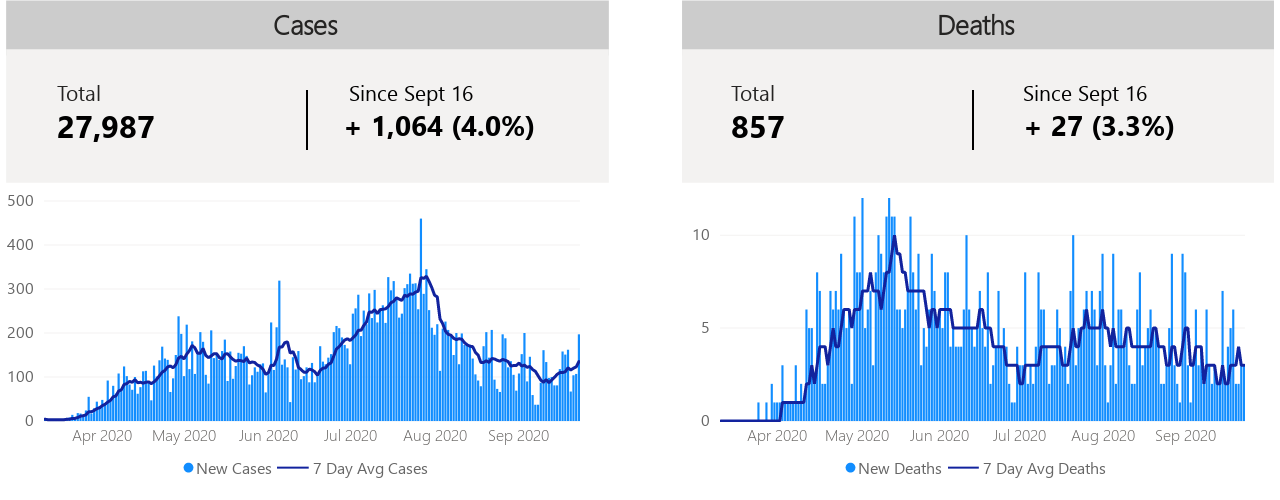 Cases
Total
27,987
Since Sept 16
+ 1,064 (4.0%)
500
400
300
200
100
0
Apr 2020 May 2020 Jun 2020 Jul 2020 Aug 2020 Sep 2020
New Cases 7 Day Avg Cases
Deaths
Total
857
Since Sept 16
+ 27 (3.3%)
10
5
0
Apr 2020 May 2020 Jun 2020 Jul 2020 Aug 2020 Sep 2020
New Deaths 7 Day Avg Deaths